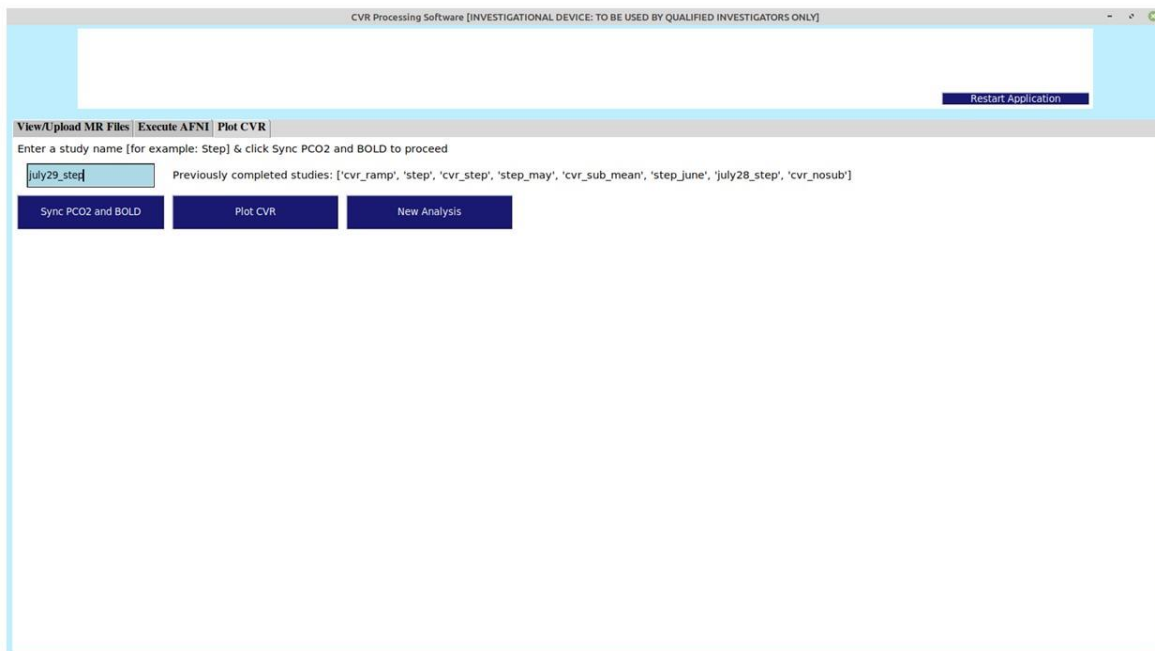 CVR Processing Software [INVESTIGATIONAL DEVICE: TO BE USED BY QUALIFIED INVESTIGATORS ONLY]
Restart Application
View/Upload MR Files Execute AFNI Plot CVR
Enter a study name [for example: Step] & click Sync PCO2 and BOLD to proceed
july29_step Previously completed studies: ['cvr_ramp', 'step', 'cvr_step', 'step_may', 'cvr_sub_mean', 'step_june', 'july28_step', 'cvr_nosub']
Sync PCO2 and BOLD Plot CVR New Analysis